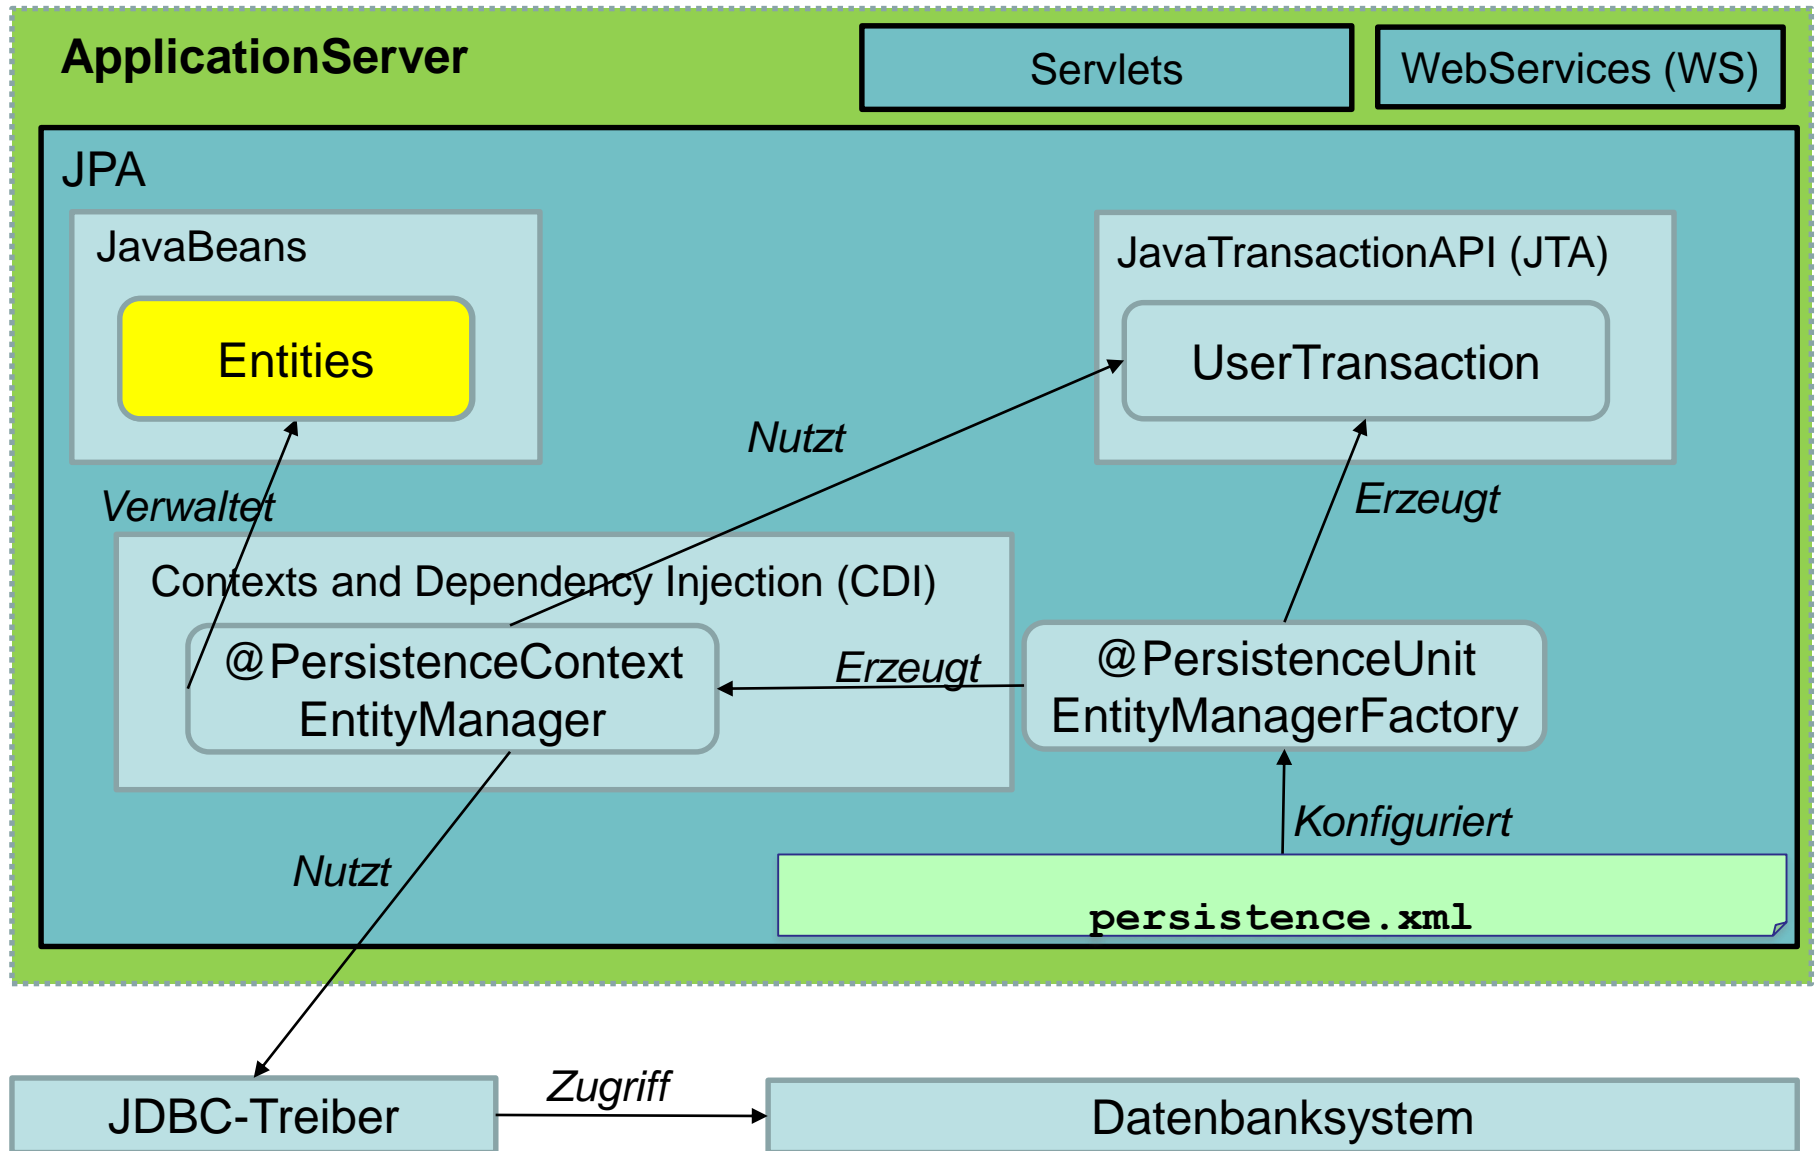 ApplicationServer
Servlets
WebServices (WS)
JPA
JavaBeans
Entities
JavaTransactionAPI (JTA)
UserTransaction
Nutzt
Verwaltet
Erzeugt
Contexts and Dependency Injection (CDI)
@PersistenceContext
EntityManager
Erzeugt
@PersistenceUnit
EntityManagerFactory
Konfiguriert
Nutzt
persistence.xml
JDBC-Treiber
Zugriff
Datenbanksystem